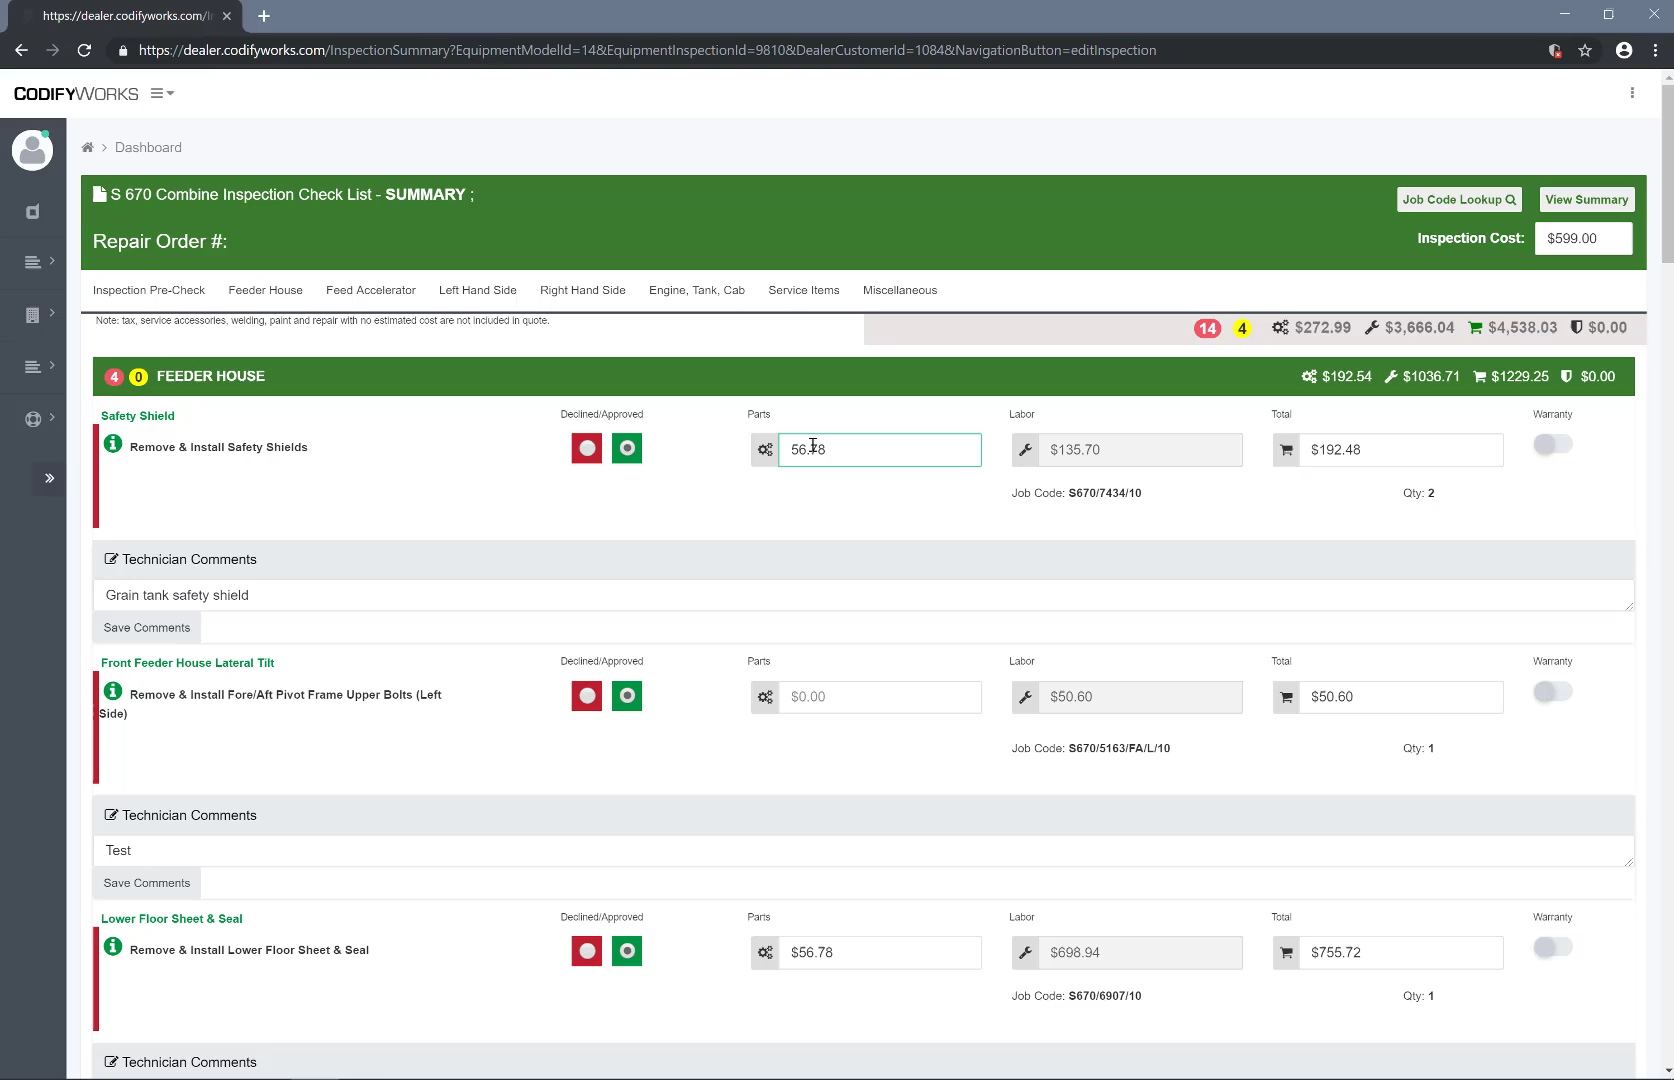 https://dealer.codifyworks.com/I
https://dealer.codifyworks.com/InspectionSummary?EquipmentModelId=14&EquipmentInspectionId=9810&DealerCustomerId=1084&NavigationButton=editInspection
CODIFYWORKS
> Dashboard
S 670 Combine Inspection Check List - SUMMARY ;
Job Code Lookup
View Summary
Repair Order #:
Inspection Cost: $599.00
Inspection Pre-Check Feeder House Feed Accelerator Left Hand Side Right Hand Side Engine, Tank, Cab Service Items Miscellaneous
Note: tax, service accessories, welding, paint and repair with no estimated cost are not included in quote.
14 4 $272.99 $3,666.04 $4,538.03 $0.00
4 0 FEEDER HOUSE $192.54 $1036.71 $1229.25 $0.00
Safety Shield Declined/Approved Parts Labor Total Warranty
Remove & Install Safety Shields 56.78 $135.70 $192.48
Job Code: S670/7434/10 Qty: 2
Technician Comments
Grain tank safety shield
Save Comments
Front Feeder House Lateral Tilt Declined/Approved Parts Labor Total Warranty
Remove & Install Fore/Aft Pivot Frame Upper Bolts (Left $0.00 $50.60 $50.60
Side)
Job Code: S670/5163/FA/L/10 Qty: 1
Technician Comments
Test
Save Comments
Lower Floor Sheet & Seal Declined/Approved Parts Labor Total Warranty
Remove & Install Lower Floor Sheet & Seal $56.78 $698.94 $755.72
Job Code: S670/6907/10 Qty: 1
Technician Comments